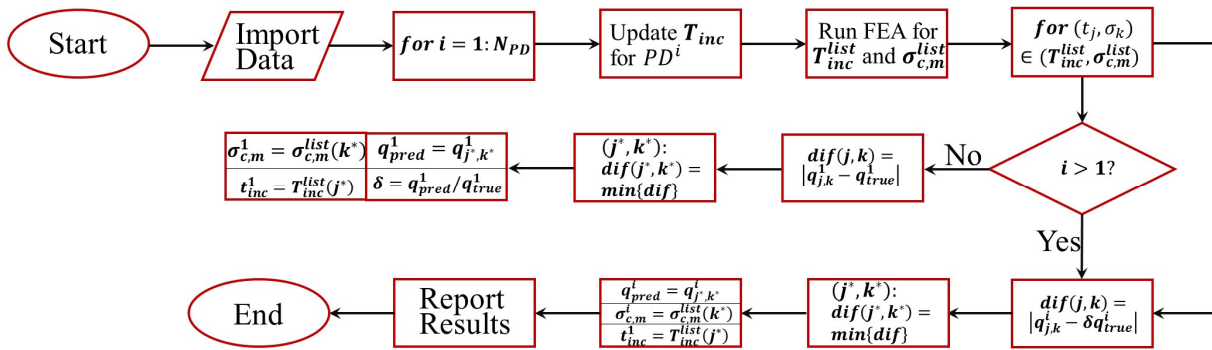 Start
Import
Data
for i = 1: N_PD
Update T_inc
for PD^i
Run FEA for
T_inc^list and σ_c,m^list
for (t_j, σ_k)
∈ (T_inc^list, σ_c,m^list)
i > 1?
No
Yes
dif(j, k) =
|q_j,k^1 − q_true^1|
(j*, k*):
dif(j*, k*) =
min{dif}
q_pred^1 = q_j*,k*^1
δ = q_pred^1/q_true^1
σ_c,m^1 = σ_c,m^list(k*)
t_inc^1 = T_inc^list(j*)
dif(j, k) =
|q_j,k^i − δq_true^i|
(j*, k*):
dif(j*, k*) =
min{dif}
q_pred^i = q_j*,k*^i
σ_c,m^i = σ_c,m^list(k*)
t_inc^1 = T_inc^list(j*)
Report
Results
End